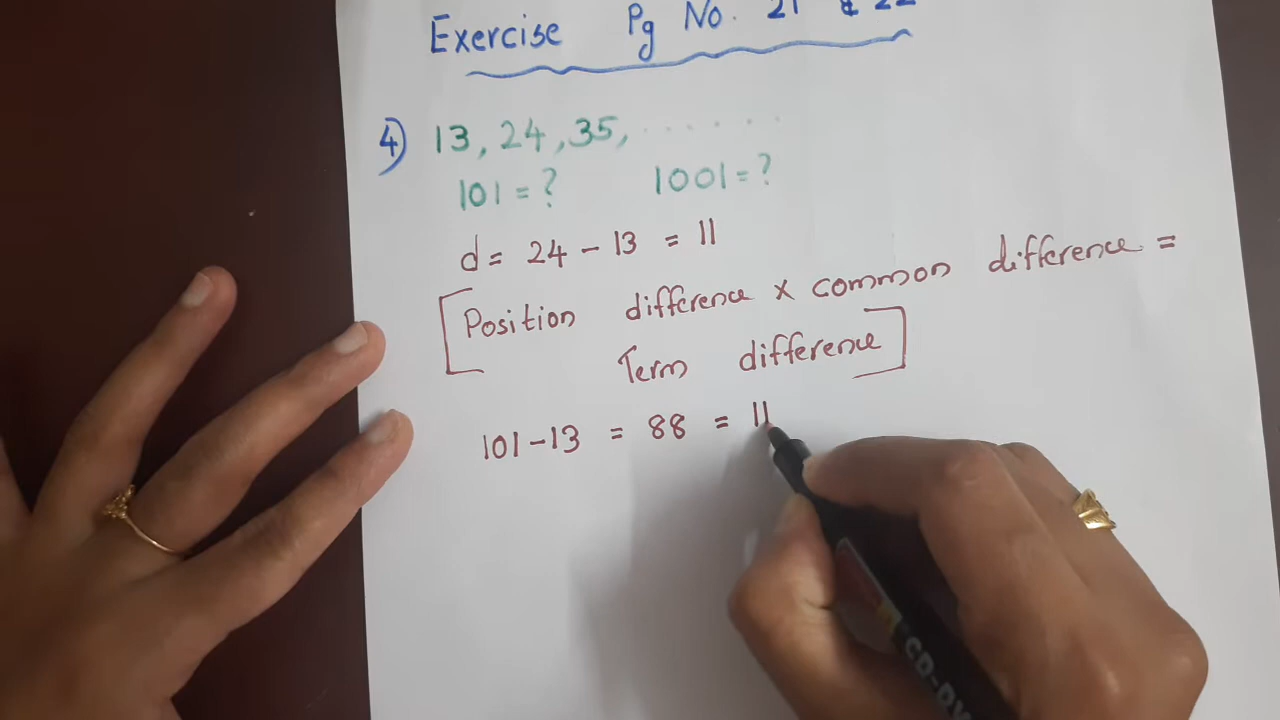 Exercise Pg No. 21 & 22
4) 13, 24, 35, .......
101 = ? 1001 = ?
d = 24 - 13 = 11
[Position difference x common difference =
Term difference]
101 - 13 = 88 = 11